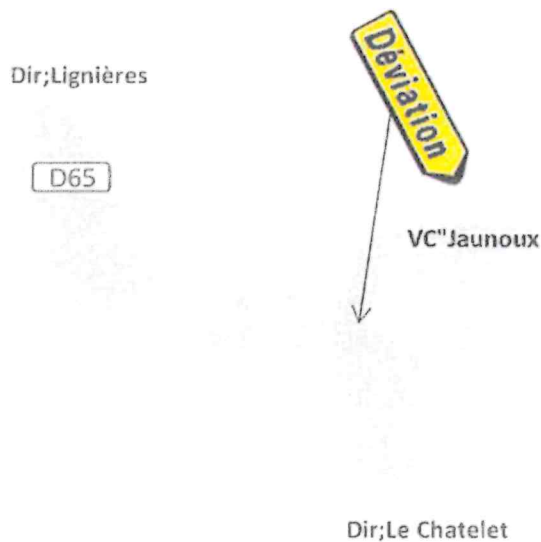 Déviation
Dir;Lignières
D65
VC"Jaunoux
Dir;Le Chatelet